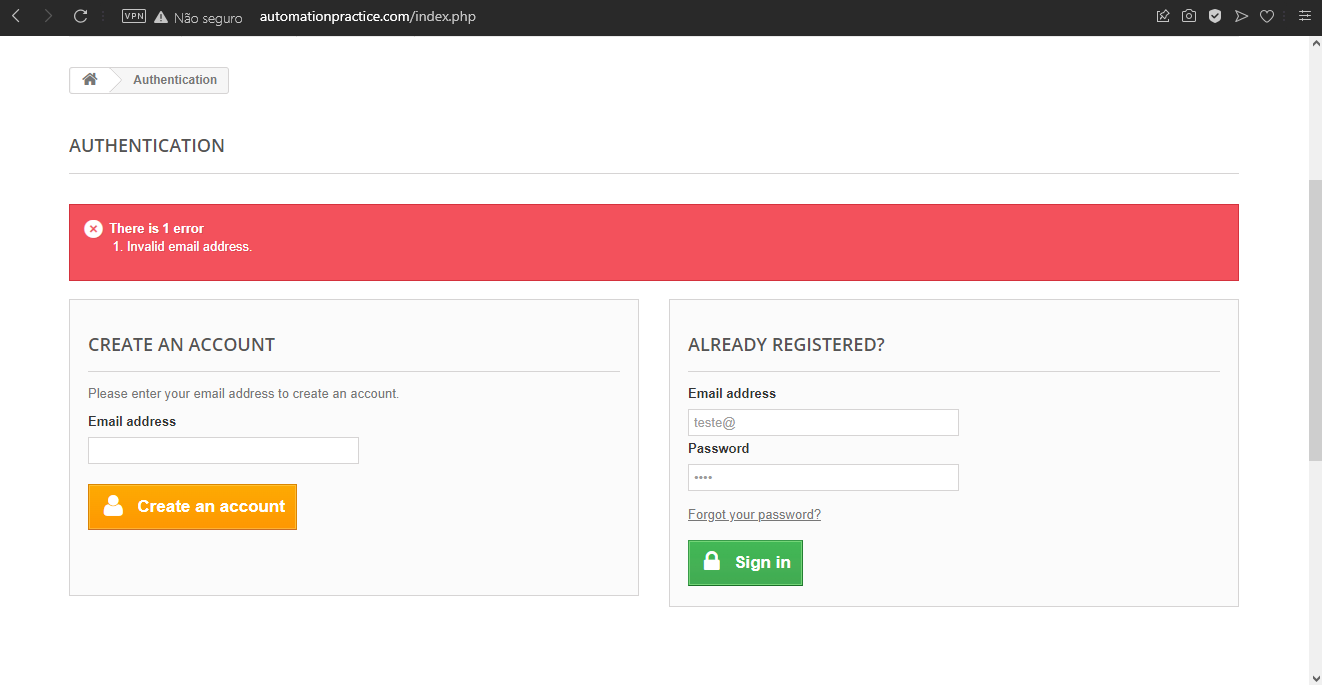 VPN Não seguro automationpractice.com/index.php
Authentication
AUTHENTICATION
There is 1 error
1. Invalid email address.
CREATE AN ACCOUNT
Please enter your email address to create an account.
Email address
Create an account
ALREADY REGISTERED?
Email address
teste@
Password
••••
Forgot your password?
Sign in